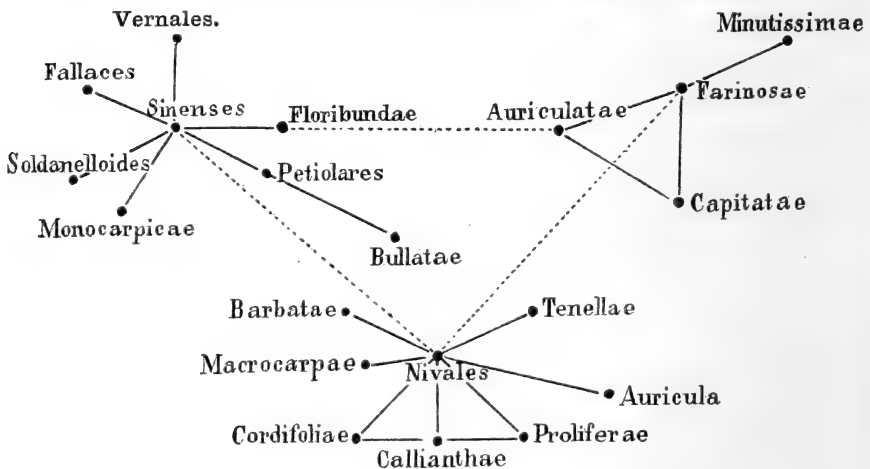 Vernales.
Minutissimae
Fallaces
Farinosae
Sinenses
Floribundae
Auriculatae
Soldanelloides
Petiolares
Capitatae
Monocarpicae
Bullatae
Barbatae
Tenellae
Macrocarpae
Nivales
Auricula
Cordifoliae
Proliferae
Callianthae